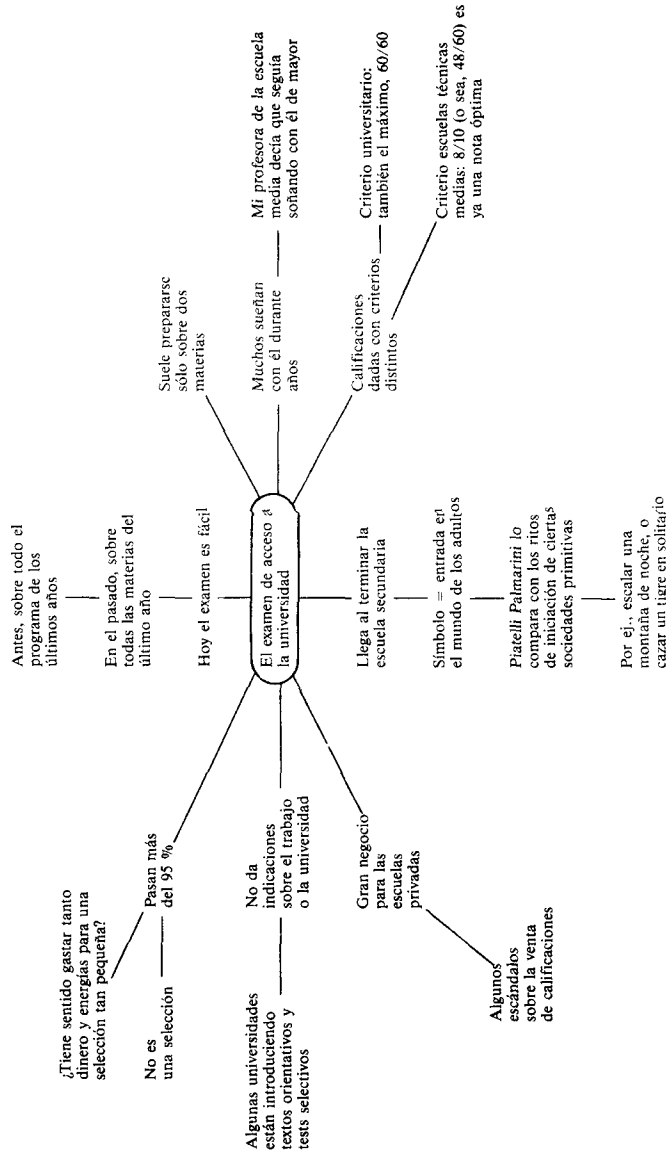 El examen de acceso a
la universidad
Hoy el examen es fácil
En el pasado, sobre
todas las materias del
último año
Antes, sobre todo el
programa de los
últimos años
Suele prepararse
sólo sobre dos
materias
Muchos sueñan
con él durante
años
Mi profesora de la escuela
media decía que seguía
soñando con él de mayor
Calificaciones
dadas con criterios
distintos
Criterio universitario:
también el máximo, 60/60
Criterio escuelas técnicas
medias: 8/10 (o sea, 48/60) es
ya una nota óptima
Llega al terminar la
escuela secundaria
Símbolo = entrada en
el mundo de los adultos
Piatelli Palmarini lo
compara con los ritos
de iniciación de ciertas
sociedades primitivas
Por ej., escalar una
montaña de noche, o
cazar un tigre en solitario
Gran negocio
para las
escuelas
privadas
Algunos
escándalos
sobre la venta
de calificaciones
No da
indicaciones
sobre el trabajo
o la universidad
Algunas universidades
están introduciendo
textos orientativos y
tests selectivos
Pasan más
del 95 %
No es
una selección
¿Tiene sentido gastar tanto
dinero y energías para una
selección tan pequeña?